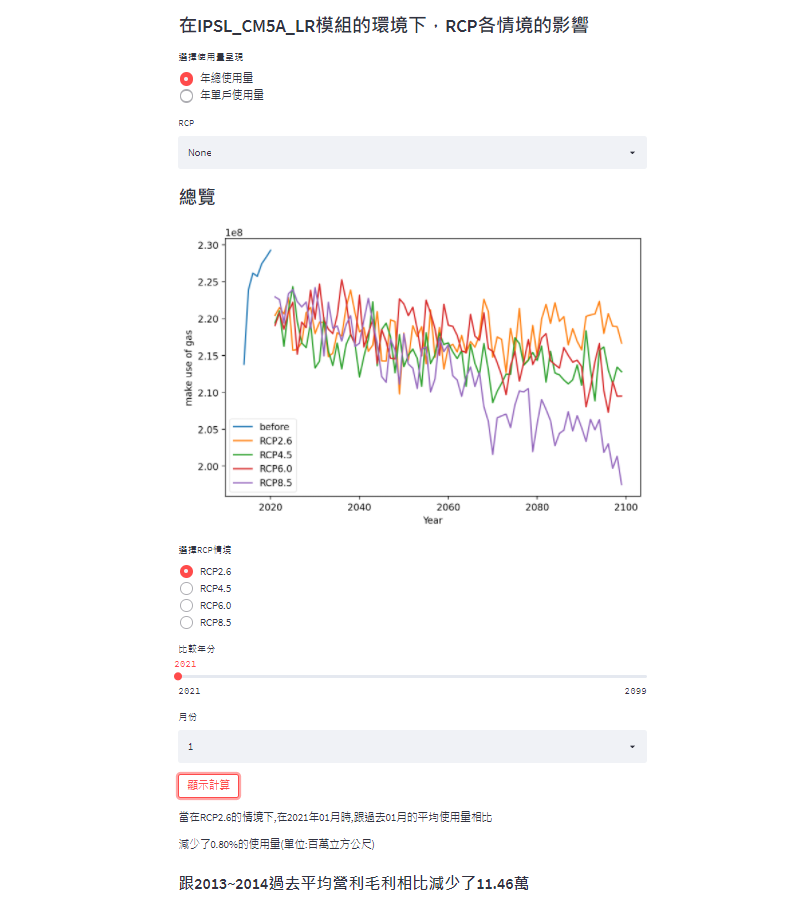 在IPSL_CM5A_LR模組的環境下，RCP各情境的影響
選擇使用量呈現
年總使用量
年單戶使用量
RCP
None
總覽
1e8
2.30
2.25
2.20
2.15
2.10
2.05
2.00
make use of gas
before
RCP2.6
RCP4.5
RCP6.0
RCP8.5
2020 2040 2060 2080 2100
Year
選擇RCP情境
RCP2.6
RCP4.5
RCP6.0
RCP8.5
比較年分
2021
2021 2099
月份
1
顯示計算
當在RCP2.6的情境下,在2021年01月時,跟過去01月的平均使用量相比
減少了0.80%的使用量(單位:百萬立方公尺)
跟2013~2014過去平均營利毛利相比減少了11.46萬